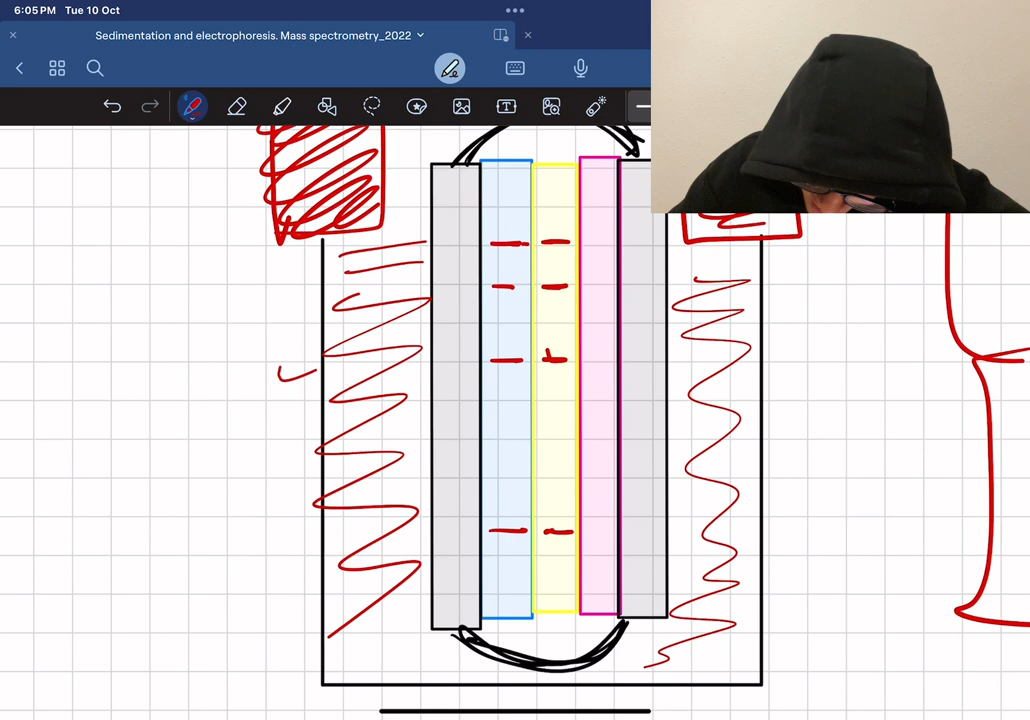 6:05 PM Tue 10 Oct
Sedimentation and electrophoresis. Mass spectrometry_2022
T